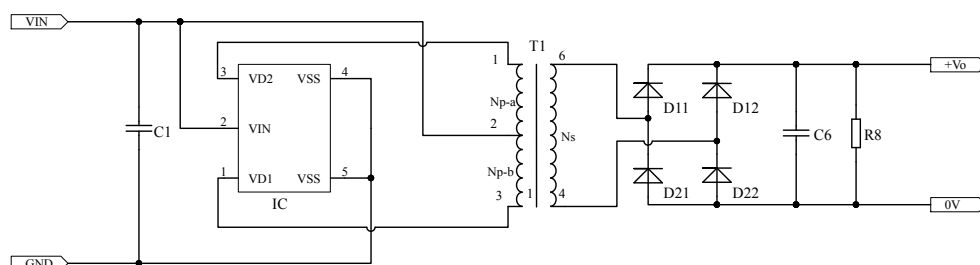 VIN
T1
1
6
3
VD2
VSS
4
+Vo
D11
D12
Np-a
C1
2
VIN
2
Ns
C6
R8
Np-b
1
VD1
VSS
5
D21
D22
3
1
4
IC
0V
GND